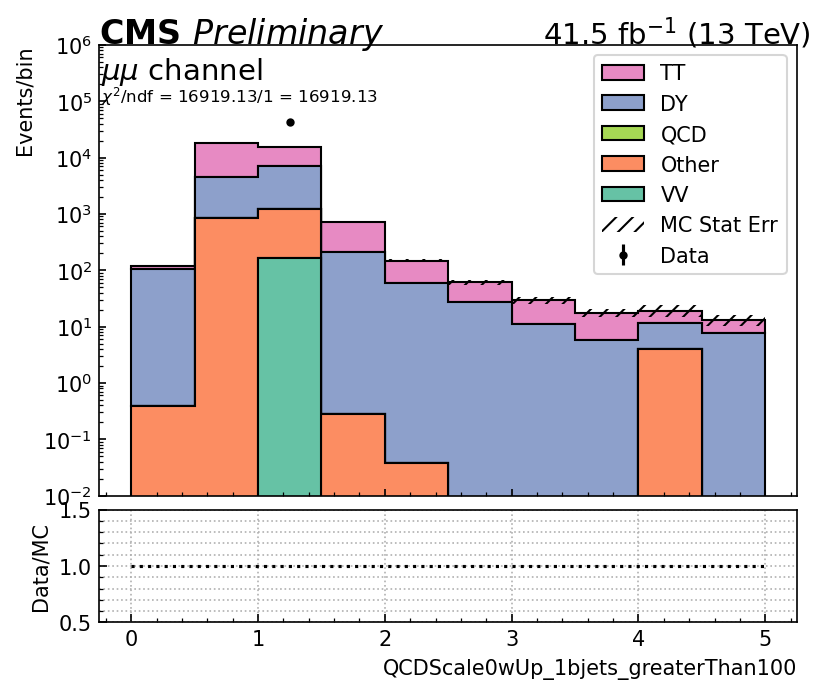 CMS Preliminary 41.5 fb⁻¹ (13 TeV)
μμ channel
χ²/ndf = 16919.13/1 = 16919.13
Events/bin
10⁶
10⁵
10⁴
10³
10²
10¹
10⁰
10⁻¹
10⁻²
TT
DY
QCD
Other
VV
MC Stat Err
Data
Data/MC
1.5
1.0
0.5
0 1 2 3 4 5
QCDScale0wUp_1bjets_greaterThan100